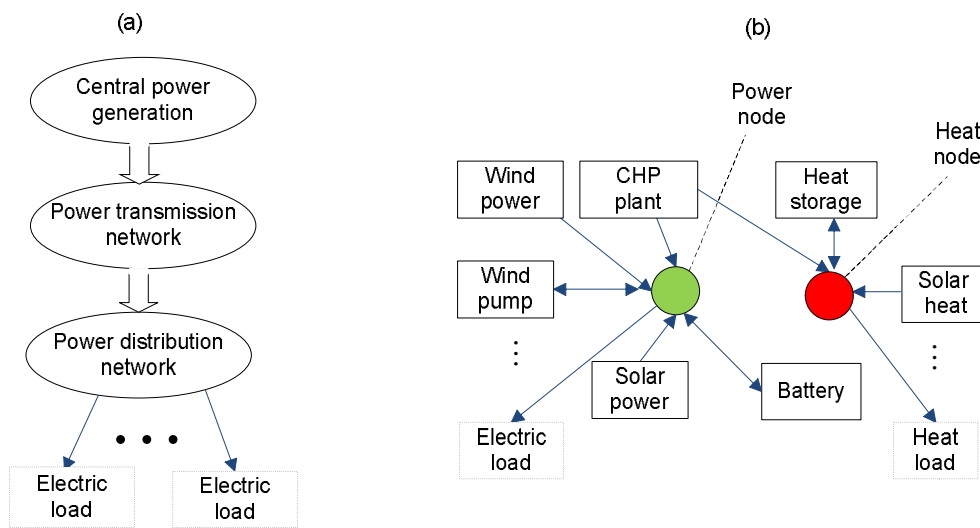 (a)
Central power
generation
Power transmission
network
Power distribution
network
Electric
load
Electric
load
(b)
Power
node
Heat
node
Wind
power
CHP
plant
Heat
storage
Wind
pump
Solar
heat
Solar
power
Battery
Electric
load
Heat
load